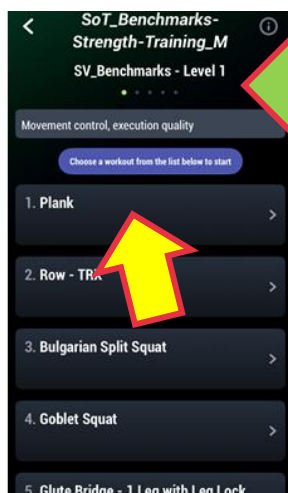 SoT_Benchmarks-
Strength-Training_M
SV_Benchmarks - Level 1
Movement control, execution quality
Choose a workout from the list below to start
1. Plank
2. Row - TRX
3. Bulgarian Split Squat
4. Goblet Squat
5. Glute Bridge - 1 Leg with Leg Lock